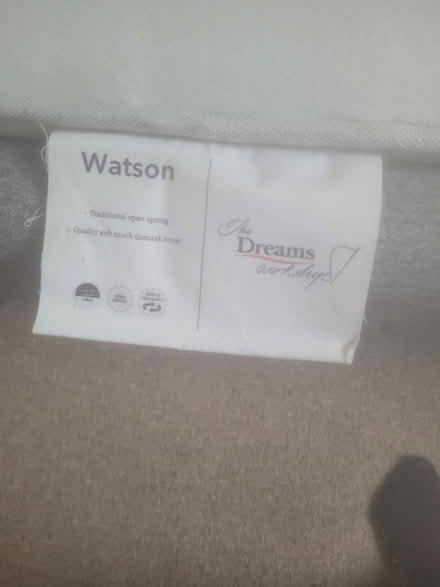 Watson
- Traditional open spring
- Quality soft touch damask cover
The
Dreams
workshop